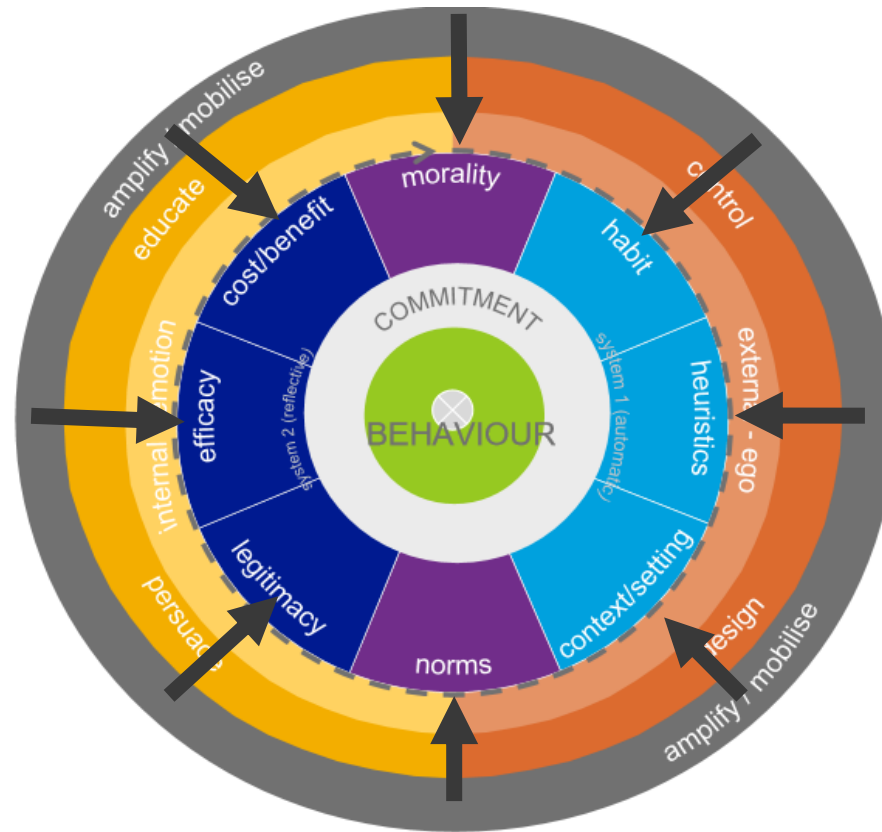 amplify / mobilise
educate
control
morality
cost/benefit
habit
COMMITMENT
internal emotion
efficacy
system 2 (reflective)
BEHAVIOUR
system 1 (automatic)
heuristics
external - ego
legitimacy
norms
context/setting
persuade
design
amplify / mobilise